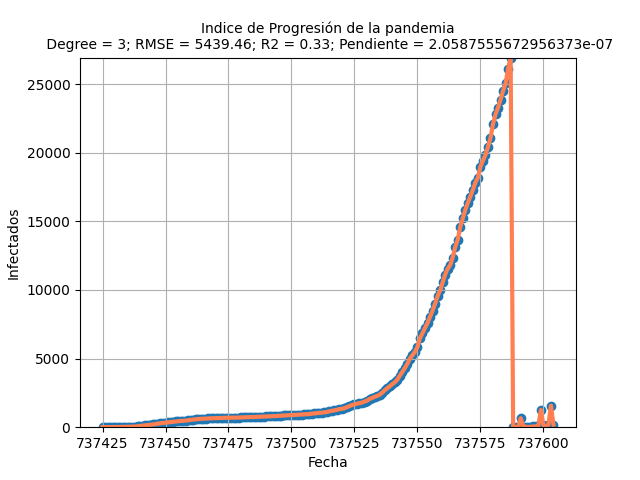 Indice de Progresión de la pandemia
Degree = 3; RMSE = 5439.46; R2 = 0.33; Pendiente = 2.0587555672956373e-07
25000
20000
15000
10000
5000
0
Infectados
737425 737450 737475 737500 737525 737550 737575 737600
Fecha